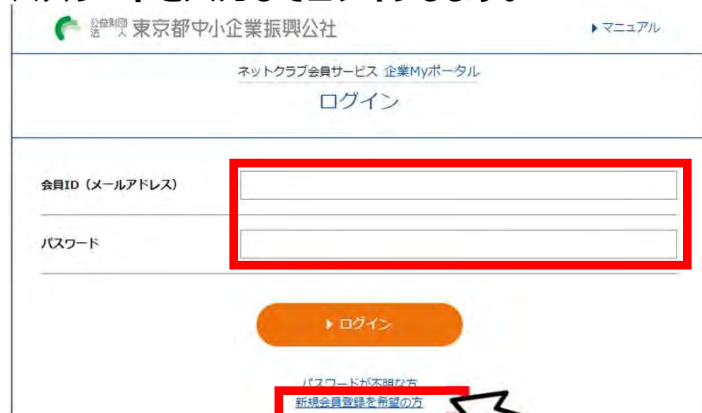 公益財団法人 東京都中小企業振興公社
マニュアル
ネットクラブ会員サービス 企業Myポータル
ログイン
会員ID（メールアドレス）
パスワード
ログイン
パスワードが不明な方
新規会員登録を希望の方